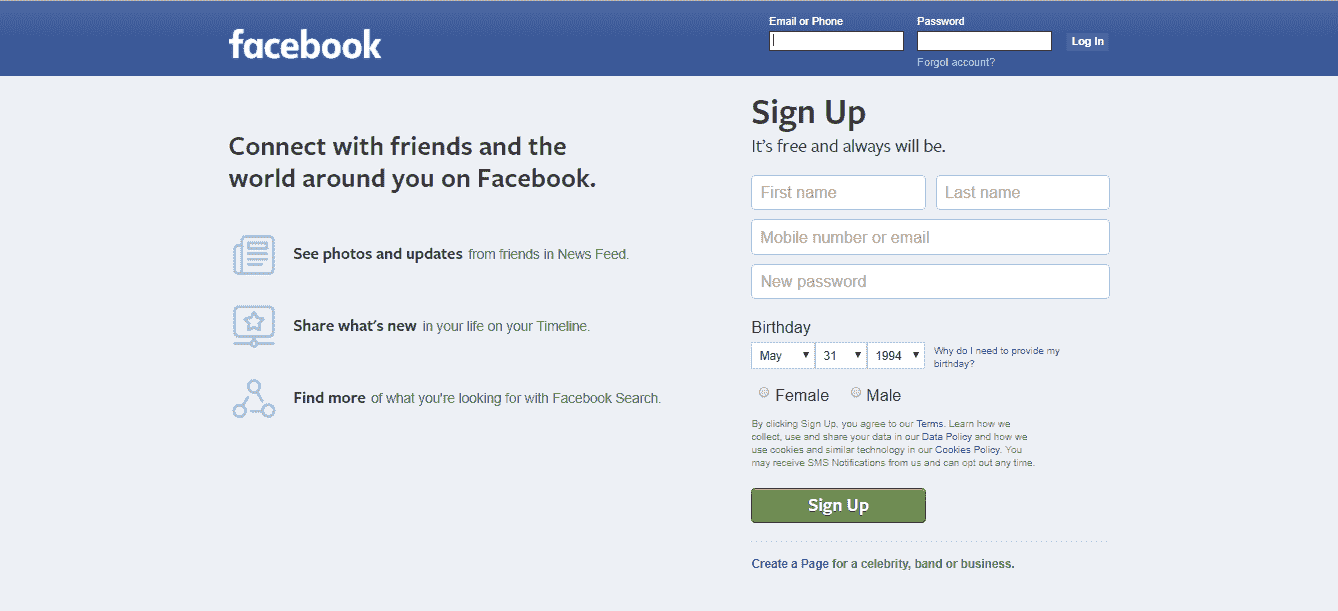 facebook
Email or Phone
Password
Log In
Forgot account?
Connect with friends and the
world around you on Facebook.
See photos and updates from friends in News Feed.
Share what's new in your life on your Timeline.
Find more of what you're looking for with Facebook Search.
Sign Up
It's free and always will be.
First name
Last name
Mobile number or email
New password
Birthday
May 31 1994
Why do I need to provide my
birthday?
Female Male
By clicking Sign Up, you agree to our Terms. Learn how we
collect, use and share your data in our Data Policy and how we
use cookies and similar technology in our Cookies Policy. You
may receive SMS Notifications from us and can opt out any time.
Sign Up
Create a Page for a celebrity, band or business.